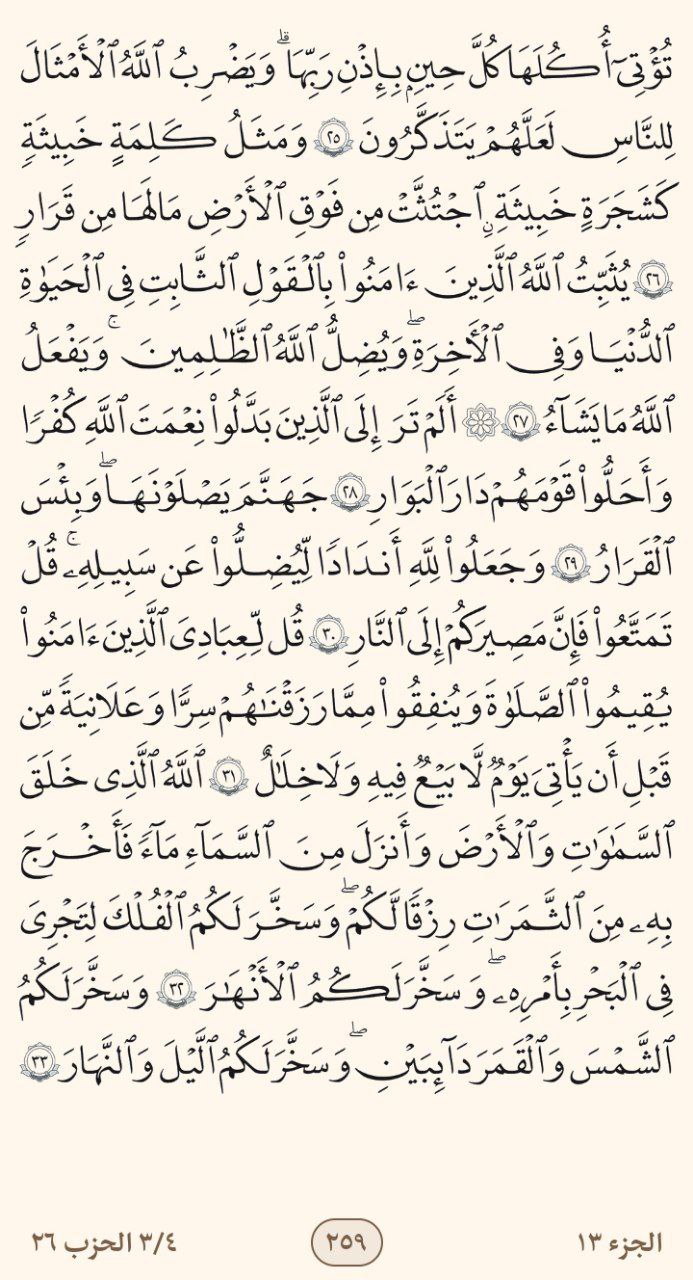 تُؤۡتِيٓ أُكُلَهَا كُلَّ حِينِۭ بِإِذۡنِ رَبِّهَاۗ وَيَضۡرِبُ ٱللَّهُ ٱلۡأَمۡثَالَ
لِلنَّاسِ لَعَلَّهُمۡ يَتَذَكَّرُونَ ٢٥ وَمَثَلُ كَلِمَةٍ خَبِيثَةٖ
كَشَجَرَةٍ خَبِيثَةٍ ٱجۡتُثَّتۡ مِن فَوۡقِ ٱلۡأَرۡضِ مَا لَهَا مِن قَرَارٖ
٢٦ يُثَبِّتُ ٱللَّهُ ٱلَّذِينَ ءَامَنُواْ بِٱلۡقَوۡلِ ٱلثَّابِتِ فِي ٱلۡحَيَوٰةِ
ٱلدُّنۡيَا وَفِي ٱلۡأٓخِرَةِۖ وَيُضِلُّ ٱللَّهُ ٱلظَّٰلِمِينَۚ وَيَفۡعَلُ
ٱللَّهُ مَا يَشَآءُ ٢٧ ۞ أَلَمۡ تَرَ إِلَى ٱلَّذِينَ بَدَّلُواْ نِعۡمَتَ ٱللَّهِ كُفۡرٗا
وَأَحَلُّواْ قَوۡمَهُمۡ دَارَ ٱلۡبَوَارِ ٢٨ جَهَنَّمَ يَصۡلَوۡنَهَاۖ وَبِئۡسَ
ٱلۡقَرَارُ ٢٩ وَجَعَلُواْ لِلَّهِ أَندَادٗا لِّيُضِلُّواْ عَن سَبِيلِهِۦۚ قُلۡ
تَمَتَّعُواْ فَإِنَّ مَصِيرَكُمۡ إِلَى ٱلنَّارِ ٣٠ قُل لِّعِبَادِيَ ٱلَّذِينَ ءَامَنُواْ
يُقِيمُواْ ٱلصَّلَوٰةَ وَيُنفِقُواْ مِمَّا رَزَقۡنَٰهُمۡ سِرّٗا وَعَلَانِيَةٗ مِّن
قَبۡلِ أَن يَأۡتِيَ يَوۡمٞ لَّا بَيۡعٞ فِيهِ وَلَا خِلَٰلٌ ٣١ ٱللَّهُ ٱلَّذِي خَلَقَ
ٱلسَّمَٰوَٰتِ وَٱلۡأَرۡضَ وَأَنزَلَ مِنَ ٱلسَّمَآءِ مَآءٗ فَأَخۡرَجَ
بِهِۦ مِنَ ٱلثَّمَرَٰتِ رِزۡقٗا لَّكُمۡۖ وَسَخَّرَ لَكُمُ ٱلۡفُلۡكَ لِتَجۡرِيَ
فِي ٱلۡبَحۡرِ بِأَمۡرِهِۦۖ وَسَخَّرَ لَكُمُ ٱلۡأَنۡهَٰرَ ٣٢ وَسَخَّرَ لَكُمُ
ٱلشَّمۡسَ وَٱلۡقَمَرَ دَآئِبَيۡنِۖ وَسَخَّرَ لَكُمُ ٱلَّيۡلَ وَٱلنَّهَارَ ٣٣
الجزء ١٣ ٢٥٩ ٣/٤ الحزب ٢٦